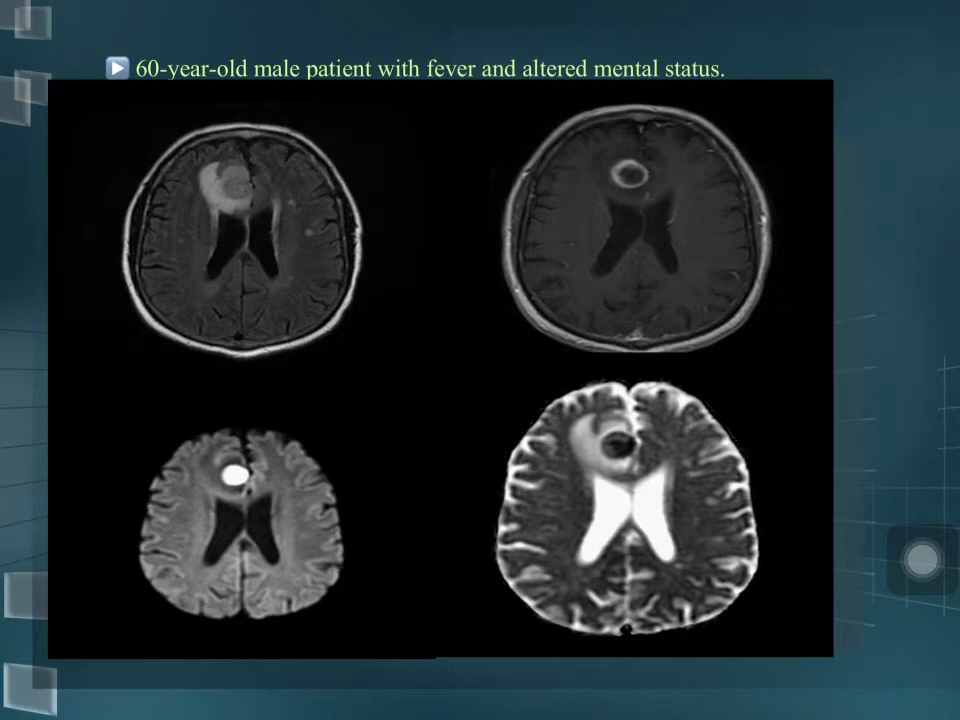 60-year-old male patient with fever and altered mental status.